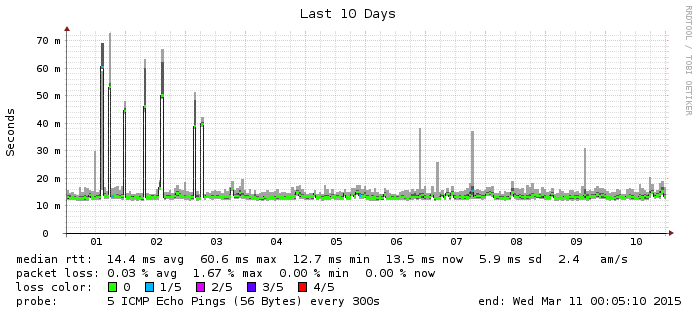 Last 10 Days
RRDTOOL / TOBI OETIKER
Seconds
70 m
60 m
50 m
40 m
30 m
20 m
10 m
0
01 02 03 04 05 06 07 08 09 10
median rtt: 14.4 ms avg 60.6 ms max 12.7 ms min 13.5 ms now 5.9 ms sd 2.4 am/s
packet loss: 0.03 % avg 1.67 % max 0.00 % min 0.00 % now
loss color: 0 1/5 2/5 3/5 4/5
probe: 5 ICMP Echo Pings (56 Bytes) every 300s end: Wed Mar 11 00:05:10 2015